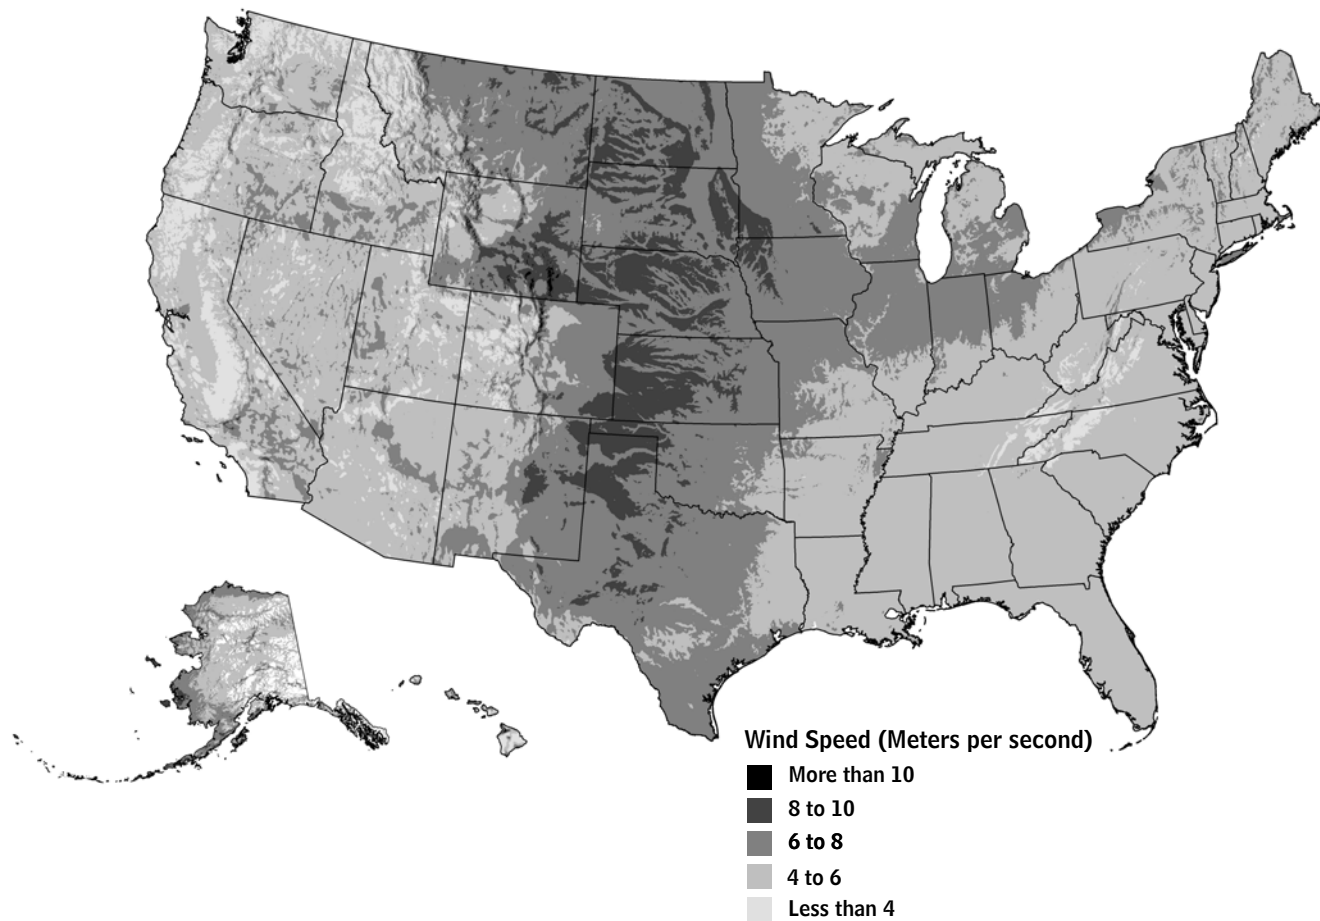 Wind Speed (Meters per second)
More than 10
8 to 10
6 to 8
4 to 6
Less than 4